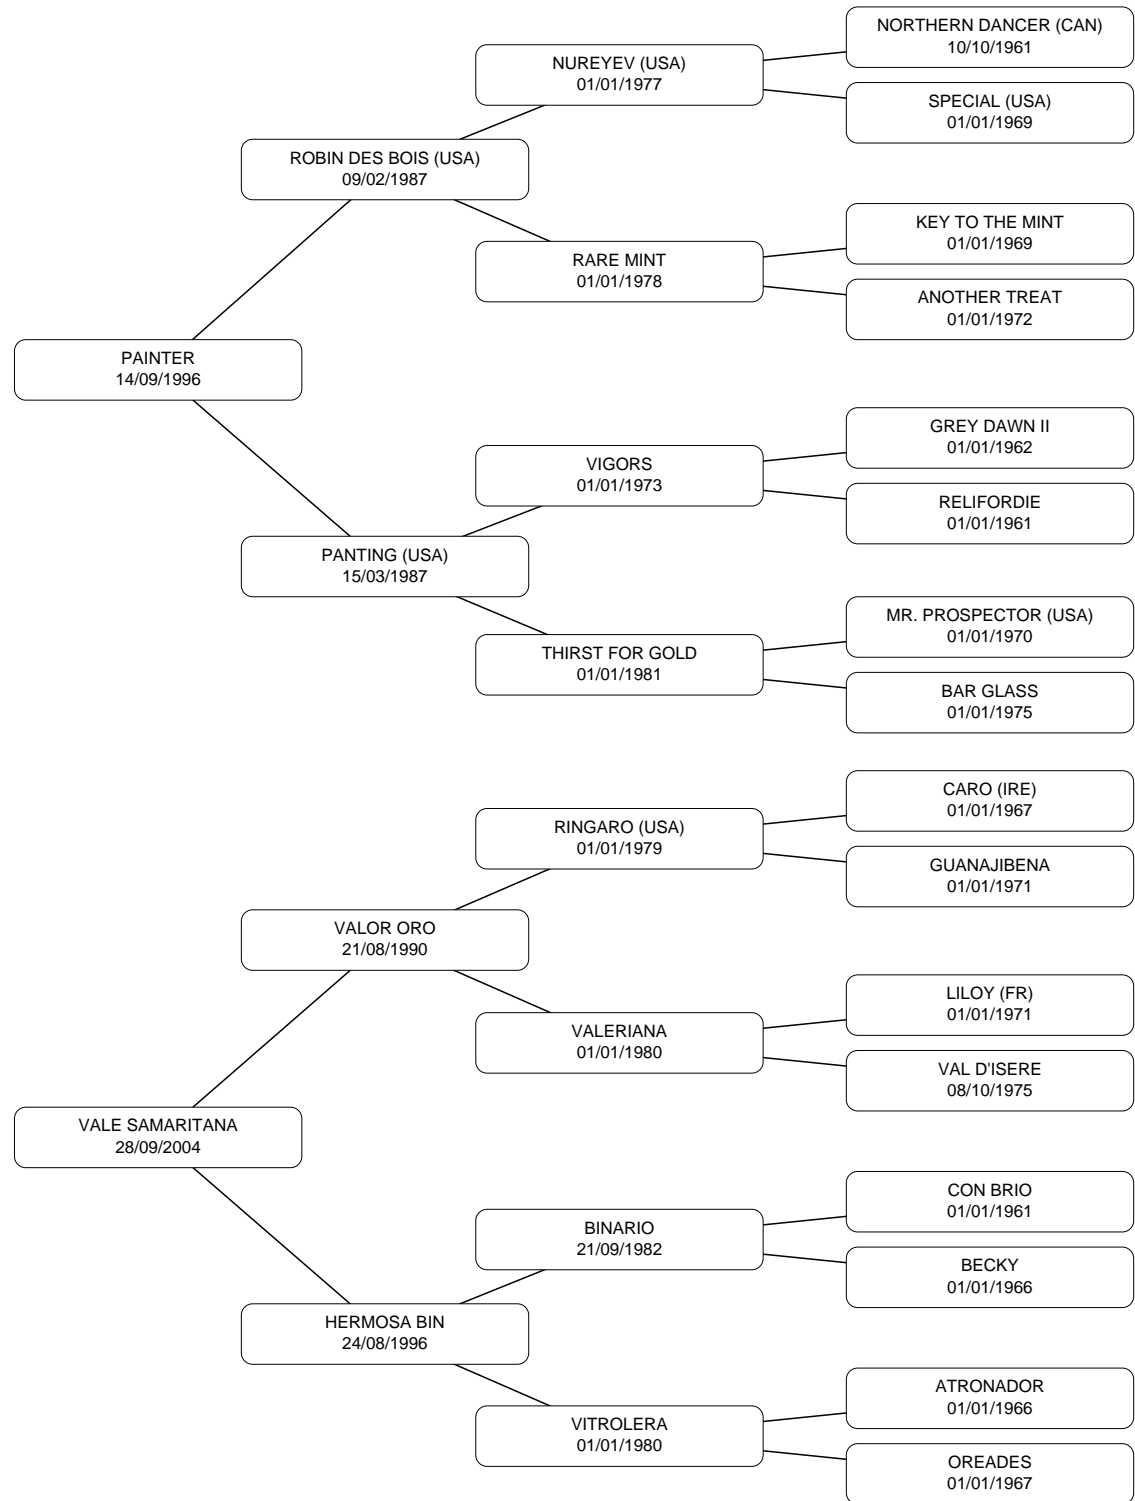 NORTHERN DANCER (CAN)
10/10/1961
NUREYEV (USA)
01/01/1977
SPECIAL (USA)
01/01/1969
ROBIN DES BOIS (USA)
09/02/1987
KEY TO THE MINT
01/01/1969
RARE MINT
01/01/1978
ANOTHER TREAT
01/01/1972
PAINTER
14/09/1996
GREY DAWN II
01/01/1962
VIGORS
01/01/1973
RELIFORDIE
01/01/1961
PANTING (USA)
15/03/1987
MR. PROSPECTOR (USA)
01/01/1970
THIRST FOR GOLD
01/01/1981
BAR GLASS
01/01/1975
CARO (IRE)
01/01/1967
RINGARO (USA)
01/01/1979
GUANAJIBENA
01/01/1971
VALOR ORO
21/08/1990
LILOY (FR)
01/01/1971
VALERIANA
01/01/1980
VAL D'ISERE
08/10/1975
VALE SAMARITANA
28/09/2004
CON BRIO
01/01/1961
BINARIO
21/09/1982
BECKY
01/01/1966
HERMOSA BIN
24/08/1996
ATRONADOR
01/01/1966
VITROLERA
01/01/1980
OREADES
01/01/1967